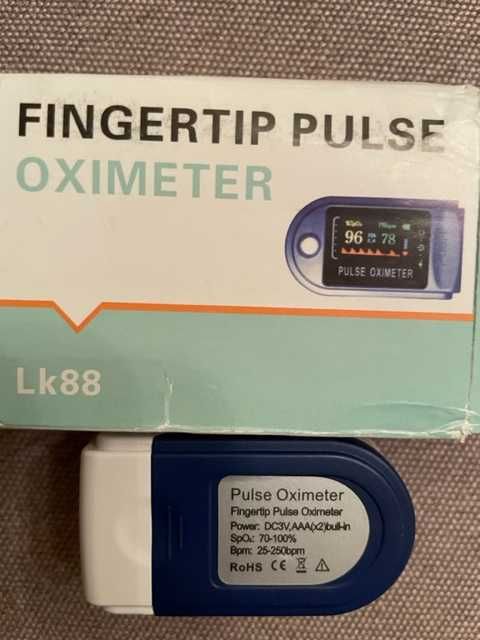 FINGERTIP PULSE
OXIMETER
96
78
PULSE OXIMETER
Lk88
Pulse Oximeter
Fingertip Pulse Oximeter
Power: DC3V,AAA(x2)buil-in
SpO₂: 70-100%
Bpm: 25-250bpm
RoHS CE